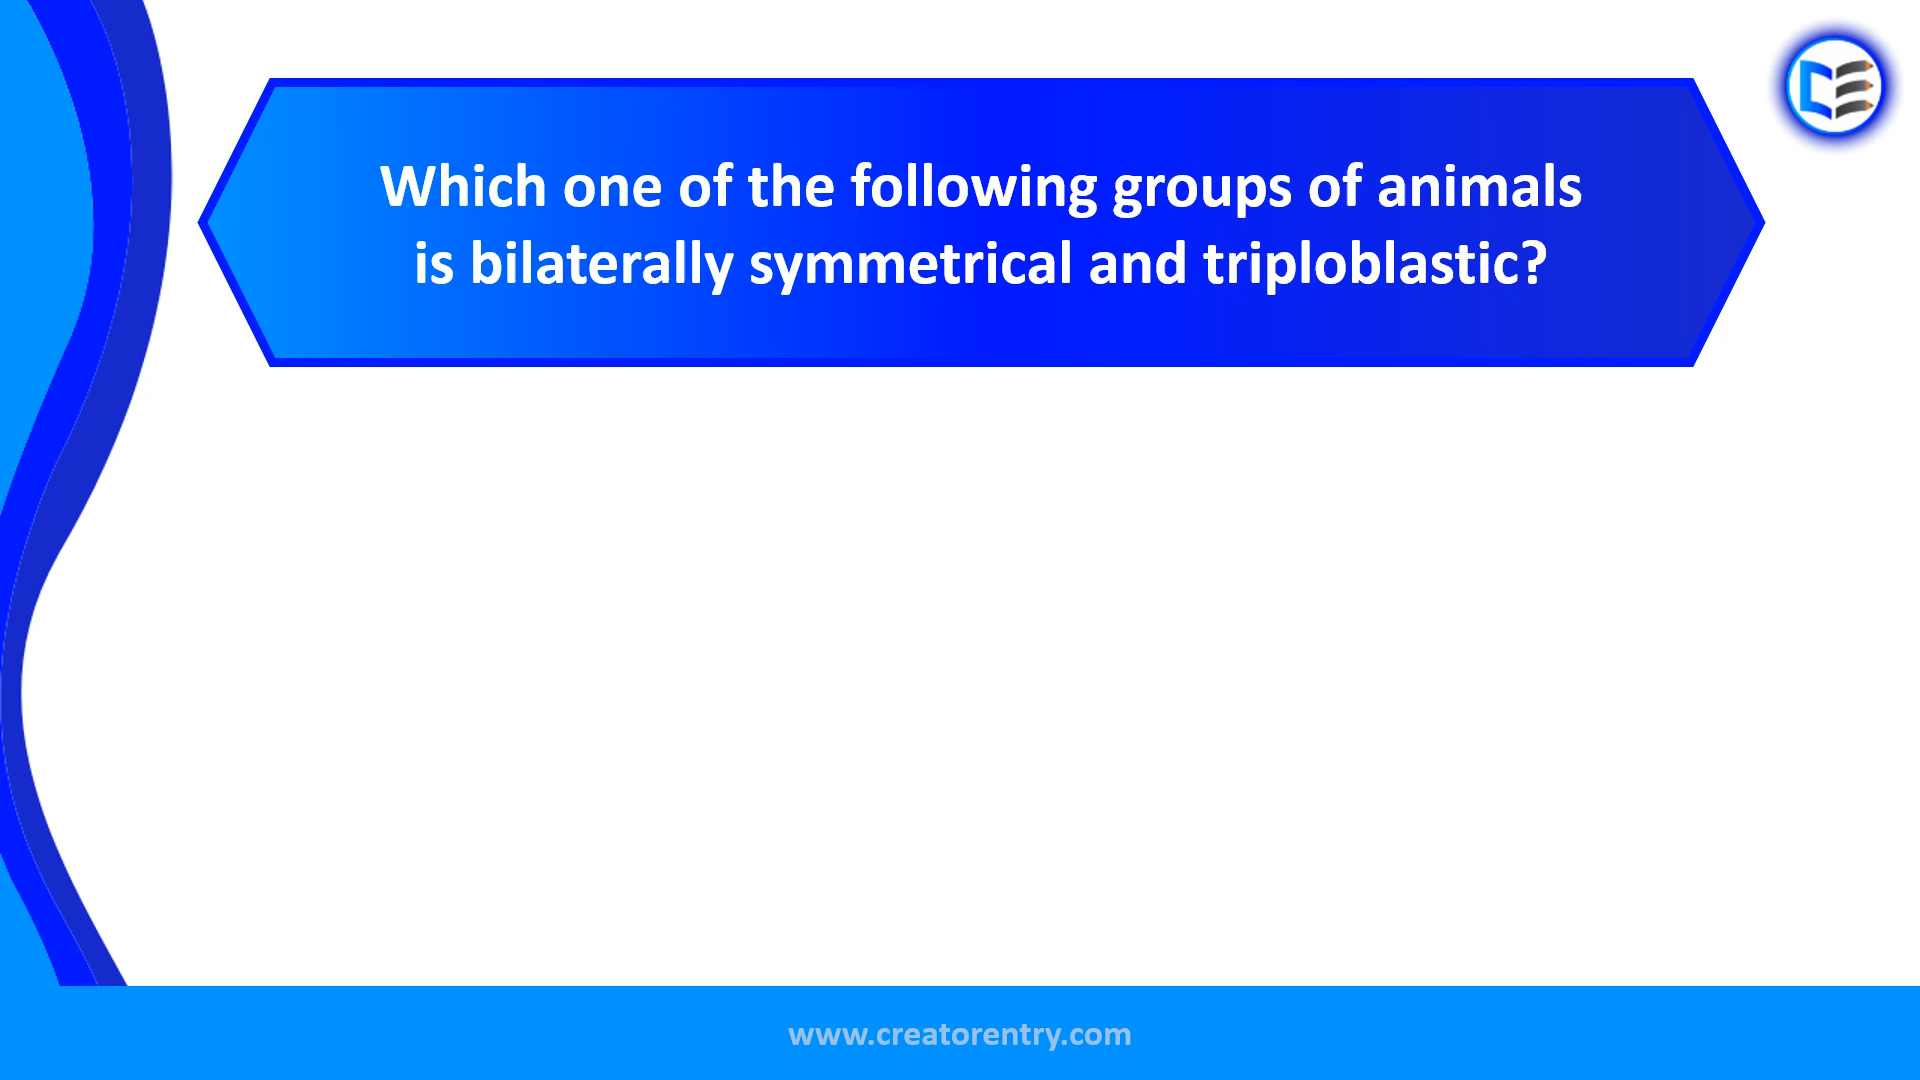 Which one of the following groups of animals
is bilaterally symmetrical and triploblastic?
www.creatorentry.com